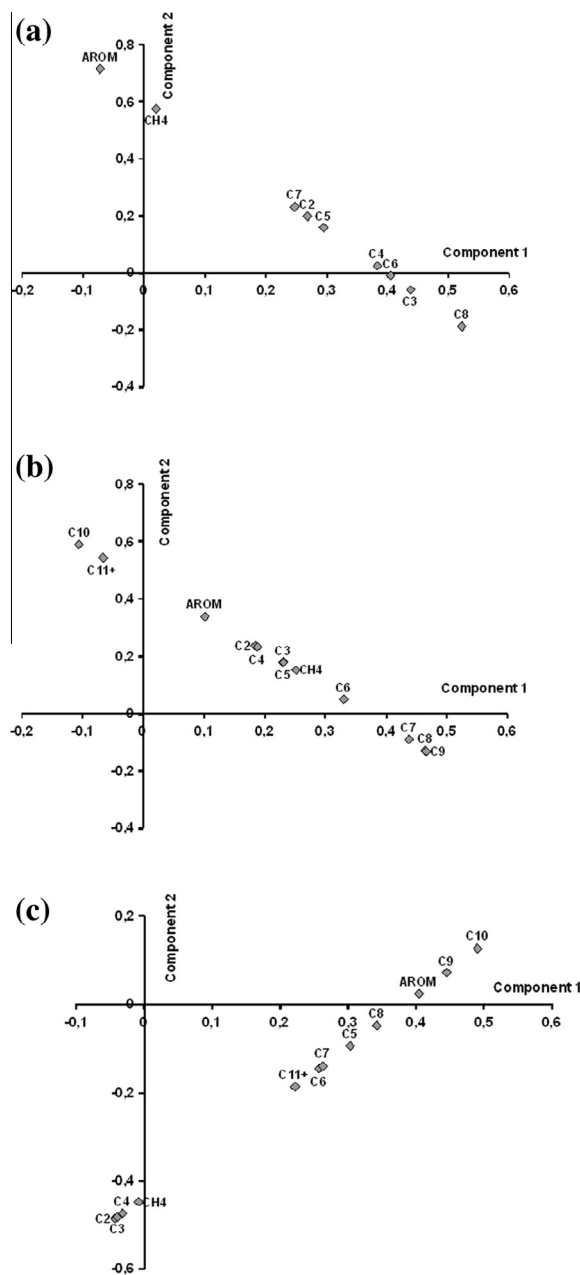 (a)
Component 2
0,8
AROM
0,6
CH4
0,4
C7
C2
0,2
C5
C4
C6
Component 1
0
-0,2
-0,1
0
0,1
0,2
0,3
0,4
0,5
0,6
C3
C8
-0,2
-0,4
(b)
Component 2
0,8
C10
0,6
C11+
0,4
AROM
C2
C3
0,2
C4
C5
CH4
C6
Component 1
0
-0,2
-0,1
0
0,1
0,2
0,3
0,4
0,5
0,6
C7
C8
C9
-0,2
-0,4
(c)
Component 2
0,2
C10
C9
AROM
Component 1
0
-0,1
0
0,1
0,2
0,3
0,4
0,5
0,6
C8
C5
C7
C11+
C6
-0,2
-0,4
C4
CH4
C2
C3
-0,6